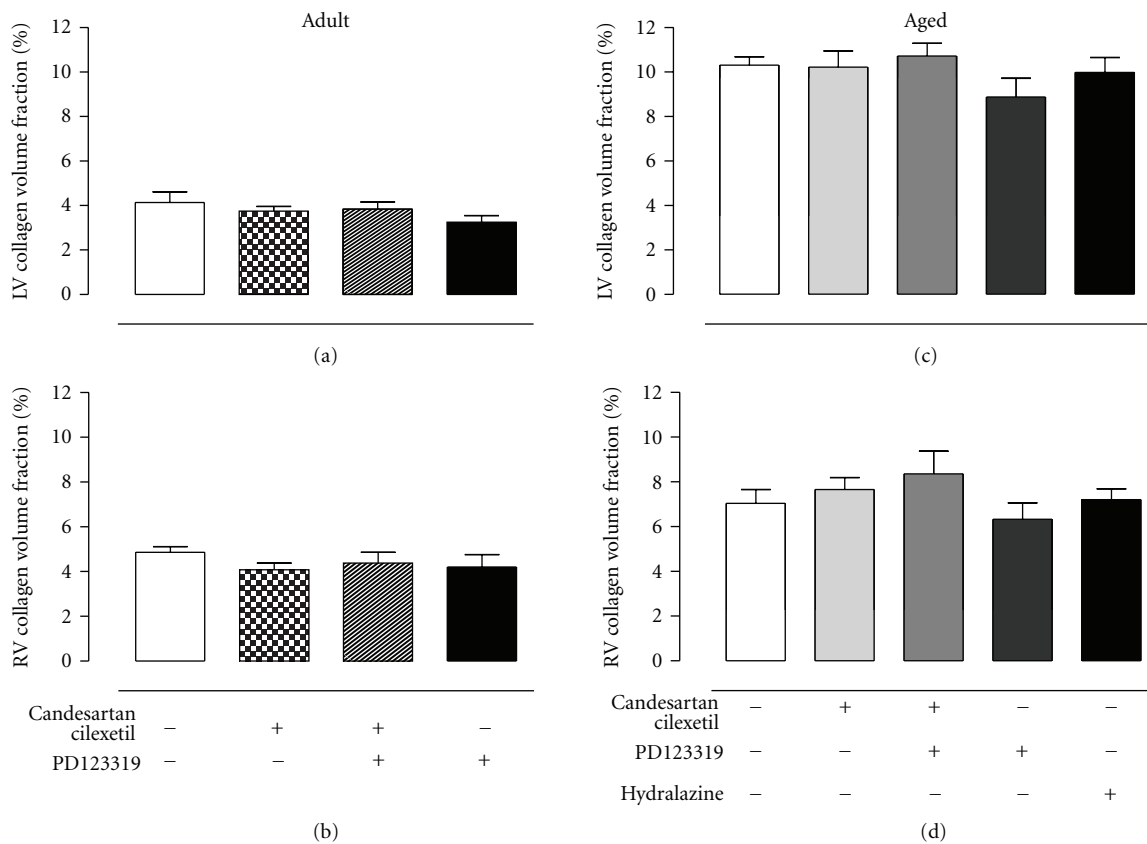 Adult
LV collagen volume fraction (%)
12
10
8
6
4
2
0
(a)
RV collagen volume fraction (%)
12
10
8
6
4
2
0
Candesartan
cilexetil − + + −
PD123319 − − + +
(b)
Aged
LV collagen volume fraction (%)
12
10
8
6
4
2
0
(c)
RV collagen volume fraction (%)
12
10
8
6
4
2
0
Candesartan − + + − −
cilexetil
PD123319 − − + + −
Hydralazine − − − − +
(d)